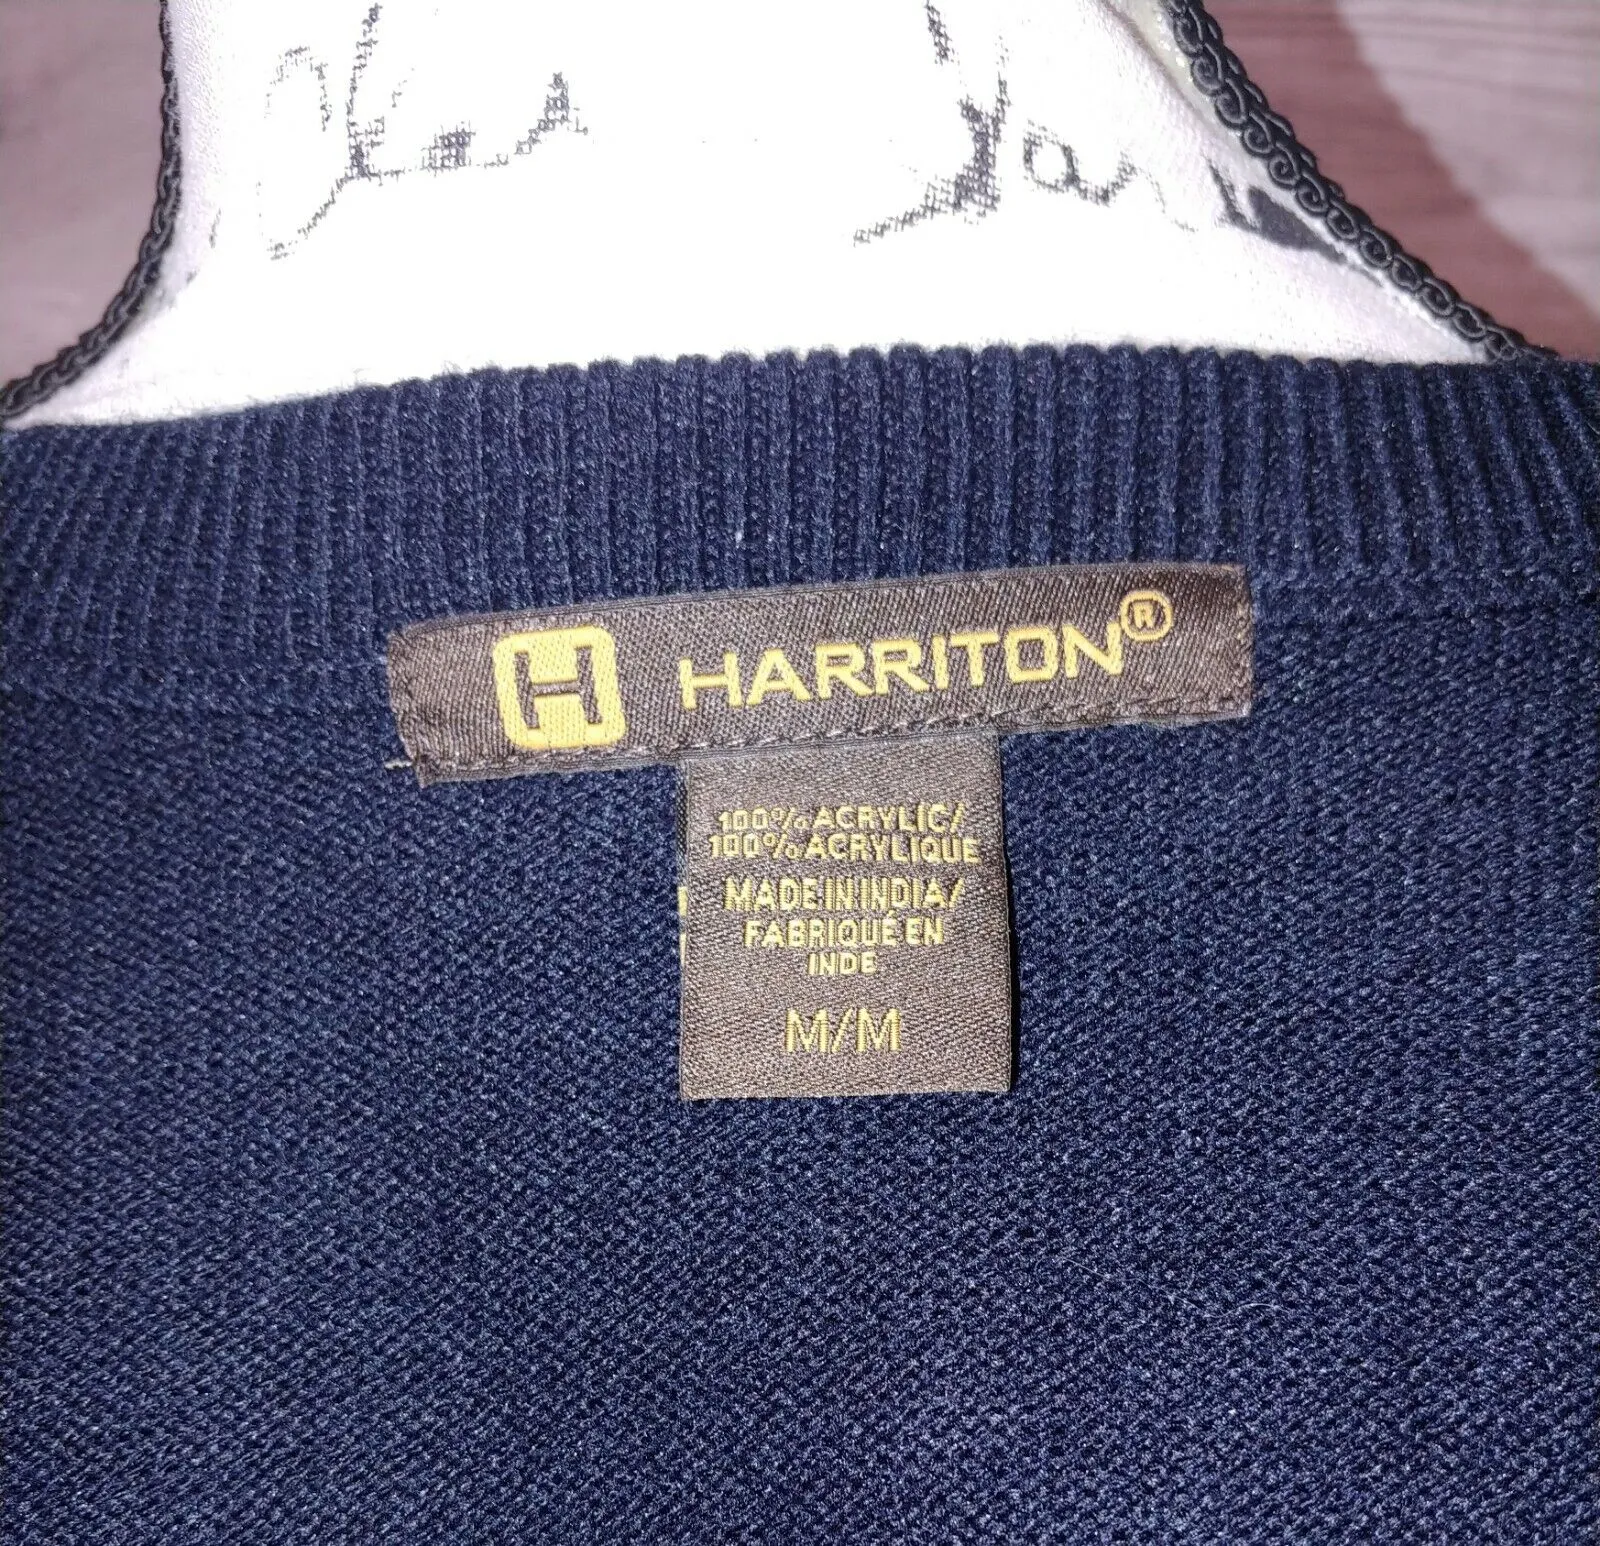 H HARRITON®
100% ACRYLIC/
100% ACRYLIQUE
MADE IN INDIA/
FABRIQUÉ EN
INDE
M/M